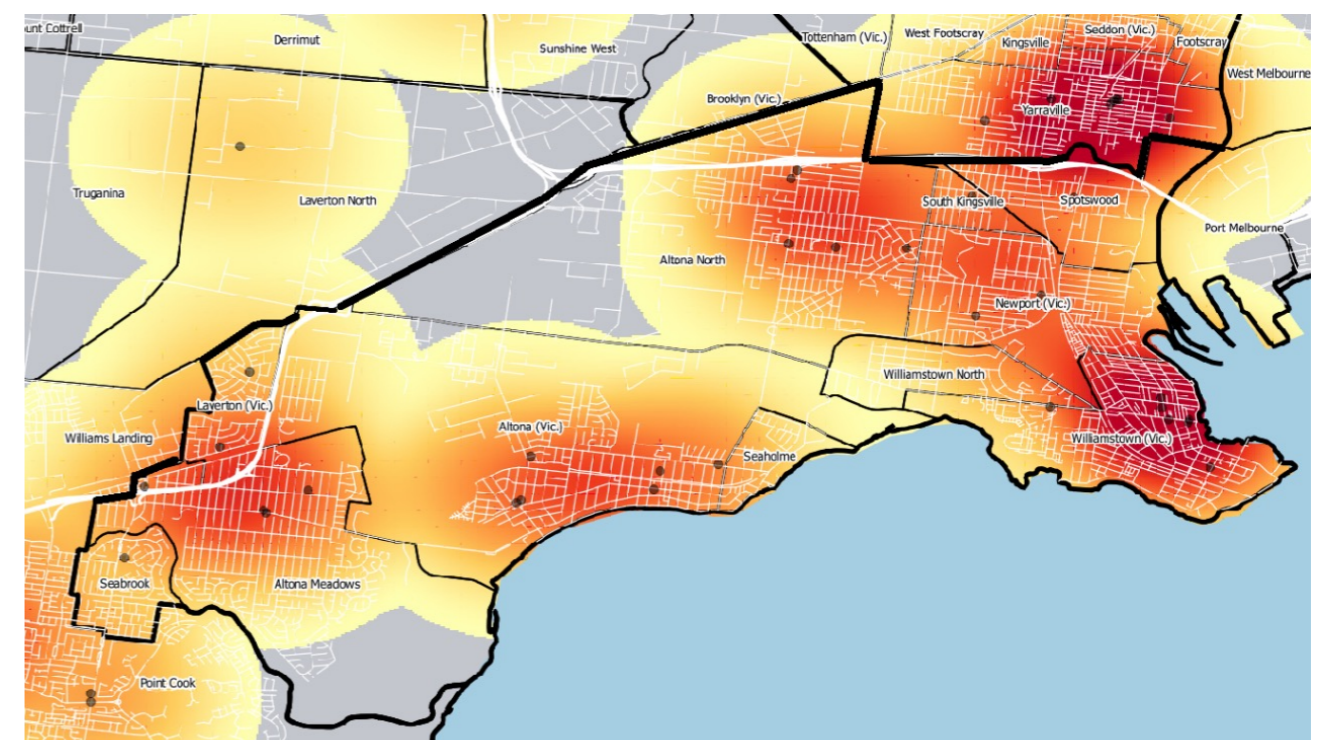 unt Cottrell
Derrimut
Sunshine West
Tottenham (Vic.)
West Footscray
Kingsville
Seddon (Vic.)
Footscray
West Melbourne
Brooklyn (Vic.)
Yarraville
Truganina
Laverton North
South Kingsville
Spotswood
Port Melbourne
Altona North
Newport (Vic.)
Williamstown North
Laverton (Vic.)
Williams Landing
Altona (Vic.)
Seaholme
Williamstown (Vic.)
Seabrook
Altona Meadows
Point Cook